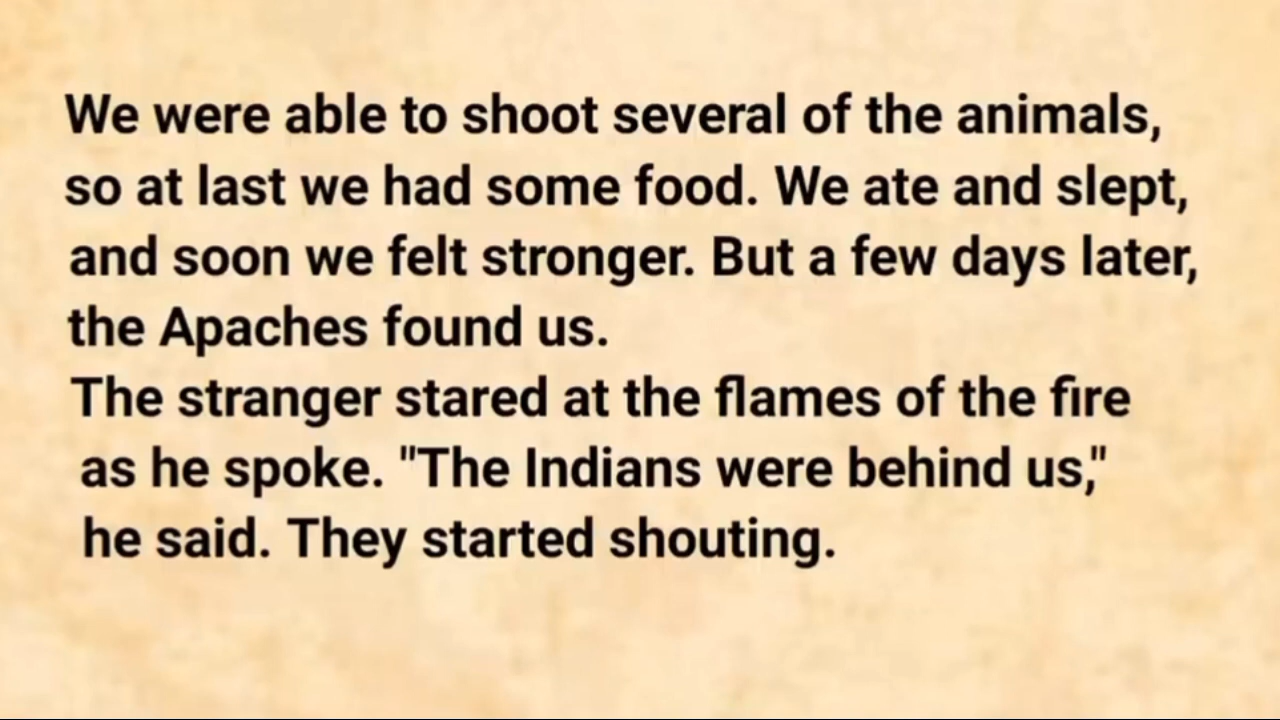 We were able to shoot several of the animals,
so at last we had some food. We ate and slept,
and soon we felt stronger. But a few days later,
the Apaches found us.
The stranger stared at the flames of the fire
as he spoke. "The Indians were behind us,"
he said. They started shouting.